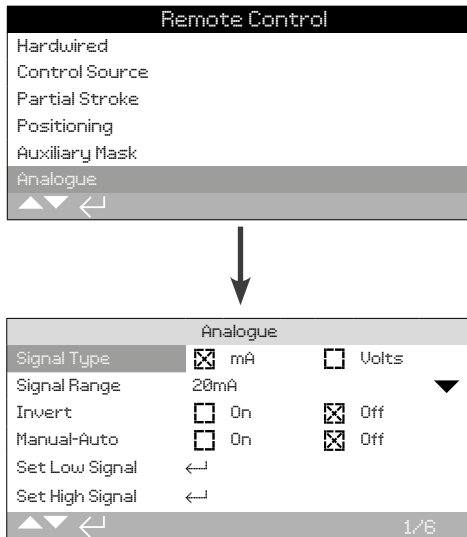 Remote Control
Hardwired
Control Source
Partial Stroke
Positioning
Auxiliary Mask
Analogue
Analogue
Signal Type mA Volts
Signal Range 20mA
Invert On Off
Manual-Auto On Off
Set Low Signal
Set High Signal
1/6